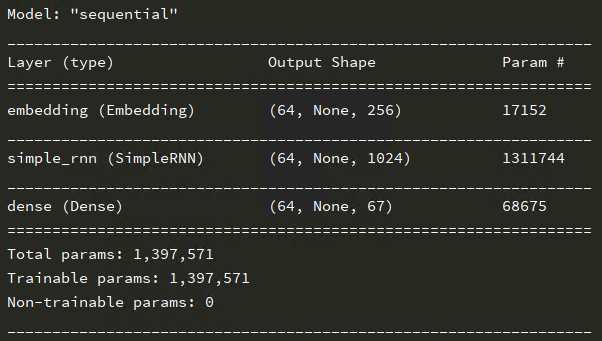 Model: "sequential"
_________________________________________________________________
Layer (type)                 Output Shape              Param #
=================================================================
embedding (Embedding)        (64, None, 256)           17152
_________________________________________________________________
simple_rnn (SimpleRNN)       (64, None, 1024)          1311744
_________________________________________________________________
dense (Dense)                (64, None, 67)            68675
=================================================================
Total params: 1,397,571
Trainable params: 1,397,571
Non-trainable params: 0
_________________________________________________________________